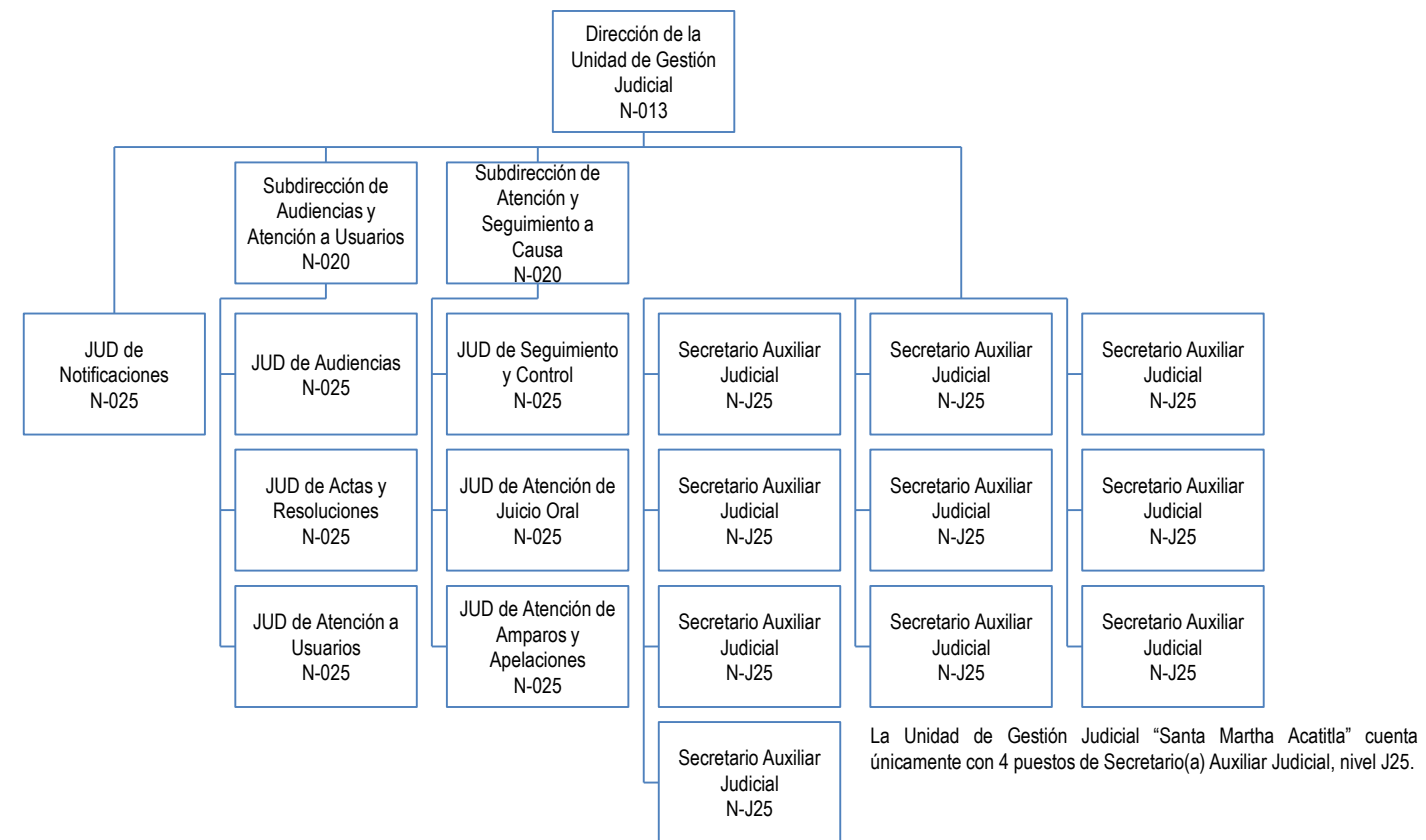 Dirección de la
Unidad de Gestión
Judicial
N-013
Subdirección de
Audiencias y
Atención a Usuarios
N-020
Subdirección de
Atención y
Seguimiento a
Causa
N-020
JUD de
Notificaciones
N-025
JUD de Audiencias
N-025
JUD de Seguimiento
y Control
N-025
Secretario Auxiliar
Judicial
N-J25
Secretario Auxiliar
Judicial
N-J25
Secretario Auxiliar
Judicial
N-J25
JUD de Actas y
Resoluciones
N-025
JUD de Atención de
Juicio Oral
N-025
Secretario Auxiliar
Judicial
N-J25
Secretario Auxiliar
Judicial
N-J25
Secretario Auxiliar
Judicial
N-J25
JUD de Atención a
Usuarios
N-025
JUD de Atención de
Amparos y
Apelaciones
N-025
Secretario Auxiliar
Judicial
N-J25
Secretario Auxiliar
Judicial
N-J25
Secretario Auxiliar
Judicial
N-J25
Secretario Auxiliar
Judicial
N-J25
La Unidad de Gestión Judicial “Santa Martha Acatitla” cuenta
únicamente con 4 puestos de Secretario(a) Auxiliar Judicial, nivel J25.